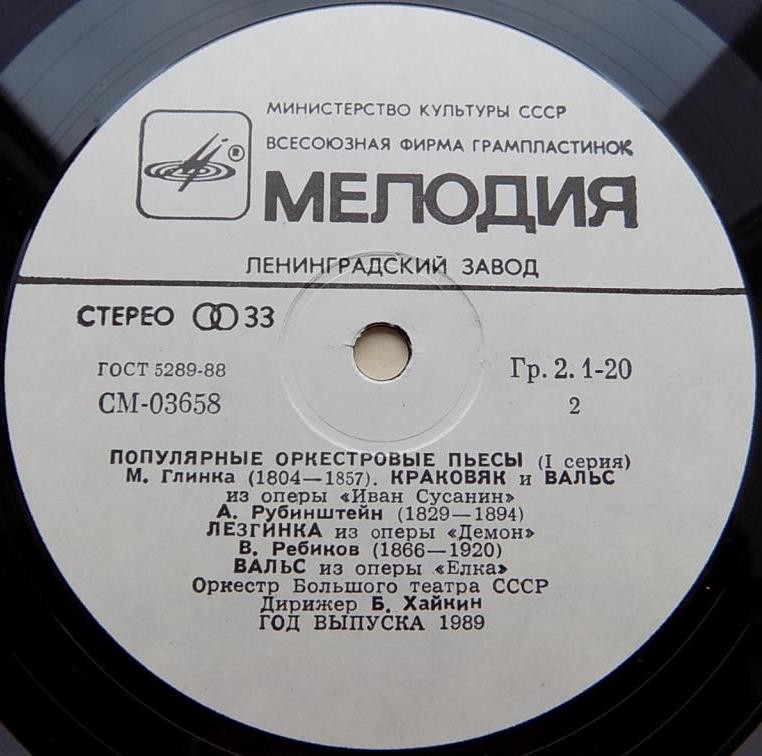 МИНИСТЕРСТВО КУЛЬТУРЫ СССР
ВСЕСОЮЗНАЯ ФИРМА ГРАМПЛАСТИНОК
®
МЕЛОДИЯ
ЛЕНИНГРАДСКИЙ ЗАВОД
СТЕРЕО 33
ГОСТ 5289-88
Гр. 2. 1-20
СМ-03658
2
ПОПУЛЯРНЫЕ ОРКЕСТРОВЫЕ ПЬЕСЫ (I серия)
М. Глинка (1804—1857). КРАКОВЯК и ВАЛЬС
из оперы «Иван Сусанин»
А. Рубинштейн (1829—1894)
ЛЕЗГИНКА из оперы «Демон»
В. Ребиков (1866—1920)
ВАЛЬС из оперы «Елка»
Оркестр Большого театра СССР
Дирижер Б. Хайкин
ГОД ВЫПУСКА 1989